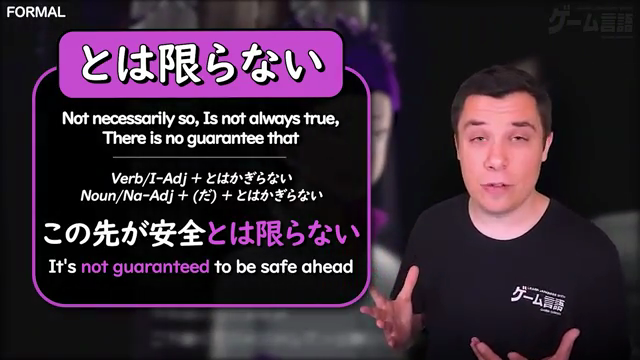 FORMAL
ゲーム言語
とは限らない
Not necessarily so, Is not always true,
There is no guarantee that
Verb/I-Adj + とはかぎらない
Noun/Na-Adj + (だ) + とはかぎらない
この先が安全とは限らない
It's not guaranteed to be safe ahead
LEARN JAPANESE WITH
ゲーム言語